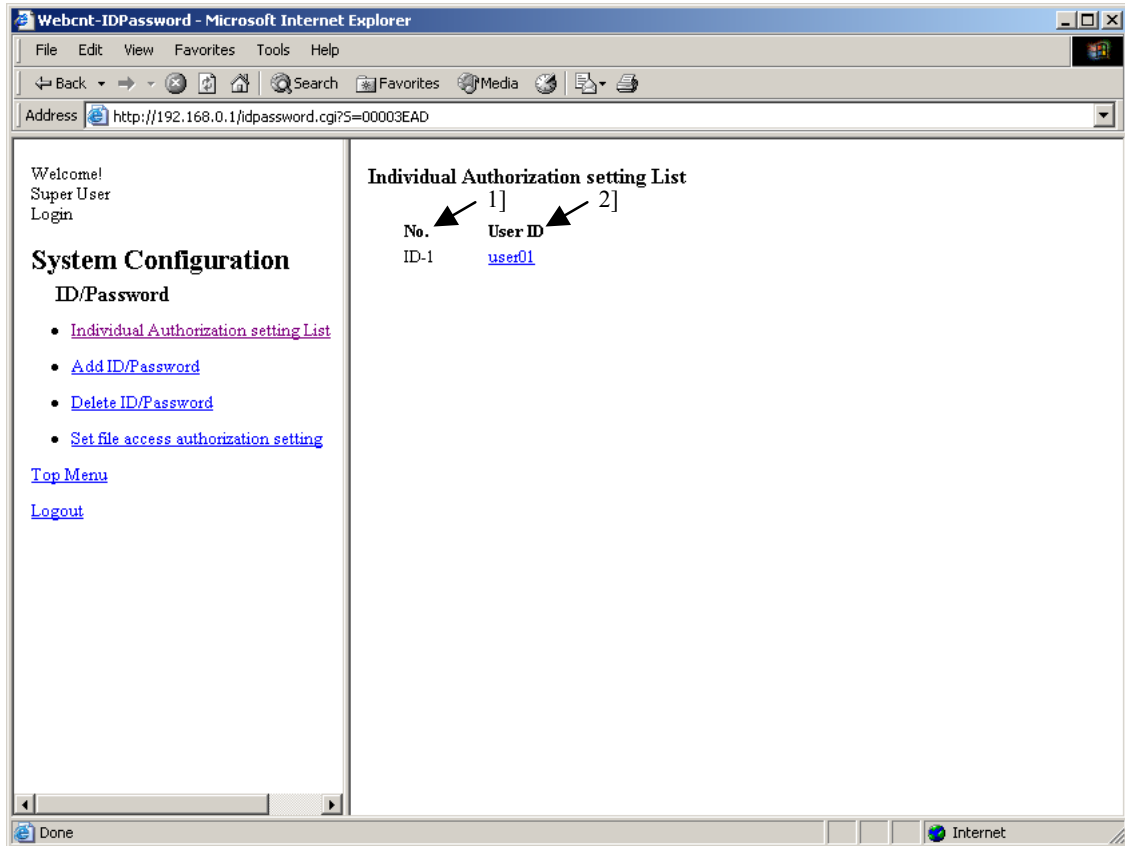 Webcnt-IDPassword - Microsoft Internet Explorer
File Edit View Favorites Tools Help
Back Search Favorites Media
Address http://192.168.0.1/idpassword.cgi?S=00003EAD
Welcome!
Super User
Login
System Configuration
ID/Password
Individual Authorization setting List
Add ID/Password
Delete ID/Password
Set file access authorization setting
Top Menu
Logout
Individual Authorization setting List
1] 2]
No. User ID
ID-1 user01
Done Internet